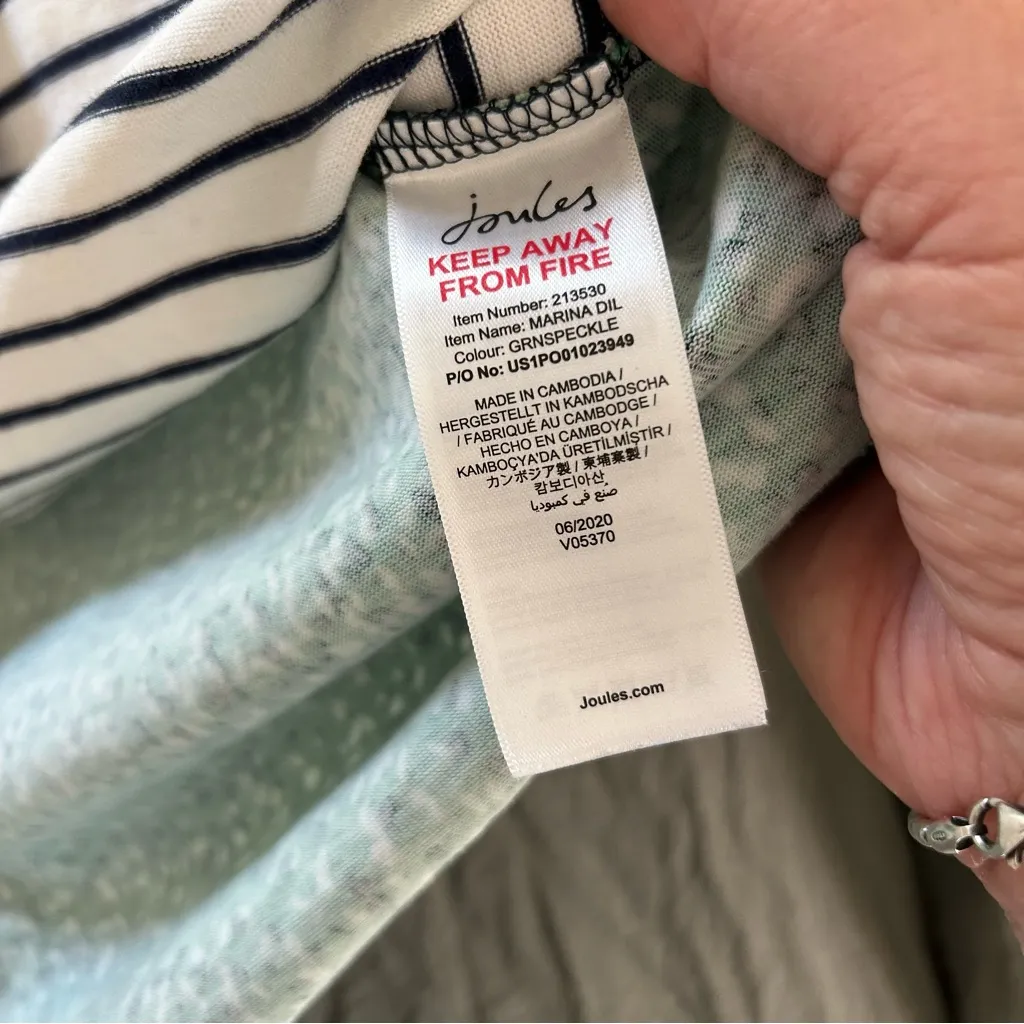 joules
KEEP AWAY
FROM FIRE
Item Number: 213530
Item Name: MARINA DIL
Colour: GRNSPECKLE
P/O No: US1PO01023949
MADE IN CAMBODIA /
HERGESTELLT IN KAMBODSCHA
/ FABRIQUÉ AU CAMBODGE /
HECHO EN CAMBOYA /
KAMBOÇYA'DA ÜRETİLMİŞTİR /
カンボジア製 / 柬埔寨製 /
캄보디아산
صنع في كمبوديا
06/2020
V05370
Joules.com